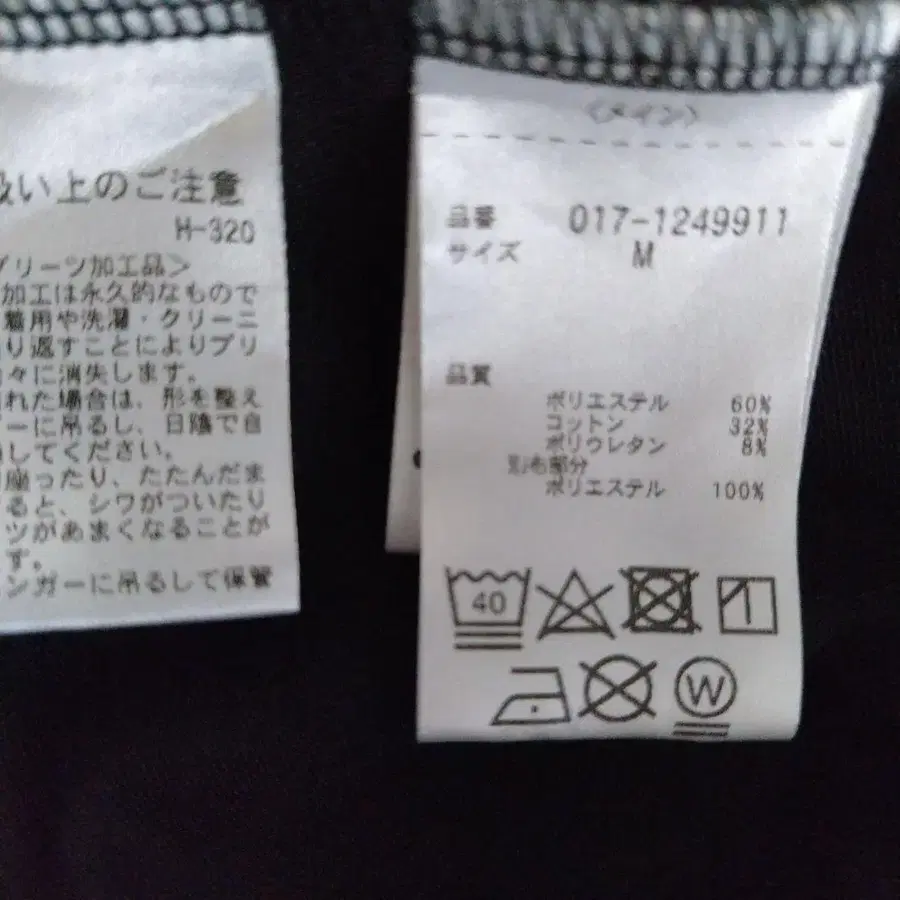 扱い上のご注意
H-320
プリーツ加工品＞
加工は永久的なもので
着用や洗濯・クリーニ
り返すことによりプリ
々に消失します。
れた場合は、形を整え
ーに吊るし、日陰で自
してください。
座ったり、たたんだま
ると、シワがついたり
ツがあまくなることが
す。
ンガーに吊るして保管
〈メイン〉
品番 017-1249911
サイズ M
品質
ポリエステル 60%
コットン 32%
ポリウレタン 8%
別布部分
ポリエステル 100%
40
W